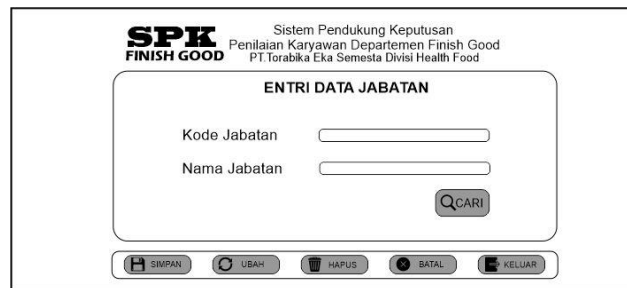 SPK
FINISH GOOD
Sistem Pendukung Keputusan
Penilaian Karyawan Departemen Finish Good
PT.Torabika Eka Semesta Divisi Health Food
ENTRI DATA JABATAN
Kode Jabatan
Nama Jabatan
CARI
SIMPAN UBAH HAPUS BATAL KELUAR